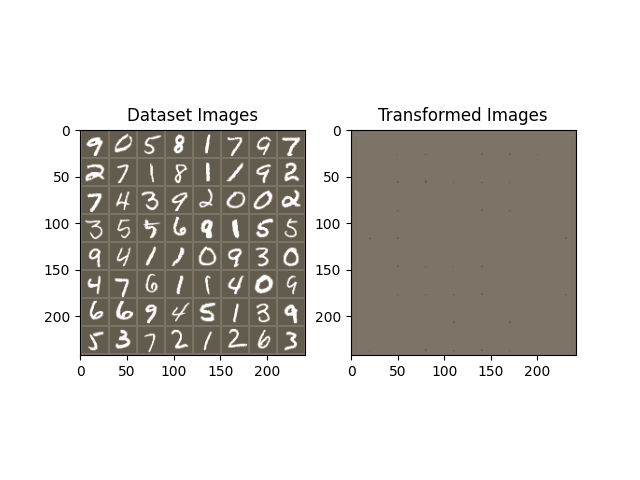 Dataset Images
9 0 5 8 1 7 9 7
2 7 1 8 1 1 9 2
7 4 3 9 2 0 0 2
3 5 5 6 9 1 5 5
9 4 1 1 0 9 3 0
4 7 6 1 1 4 0 9
6 6 9 4 5 1 3 9
5 3 7 2 1 2 6 3
0
50
100
150
200
0 50 100 150 200
Transformed Images
0
50
100
150
200
0 50 100 150 200